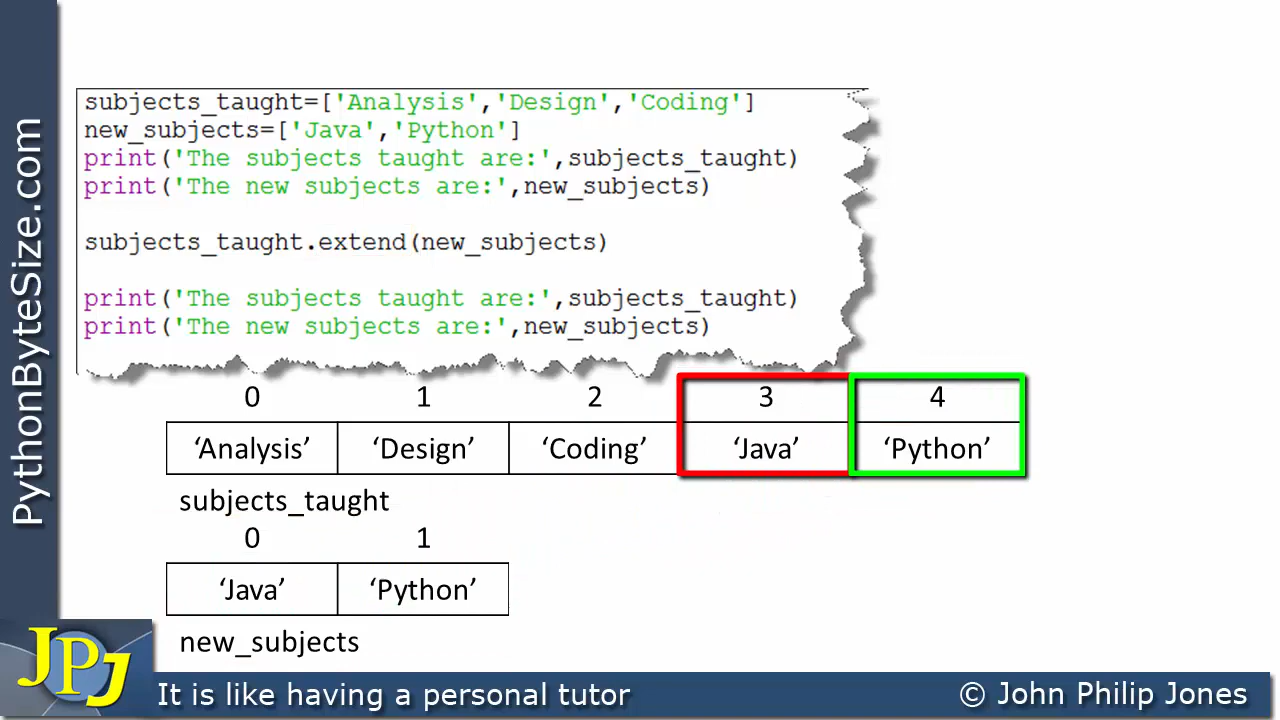 PythonByteSize.com
subjects_taught=['Analysis','Design','Coding']
new_subjects=['Java','Python']
print('The subjects taught are:',subjects_taught)
print('The new subjects are:',new_subjects)
subjects_taught.extend(new_subjects)
print('The subjects taught are:',subjects_taught)
print('The new subjects are:',new_subjects)
0 1 2 3 4
‘Analysis’ ‘Design’ ‘Coding’ ‘Java’ ‘Python’
subjects_taught
0 1
‘Java’ ‘Python’
new_subjects
JPJ It is like having a personal tutor © John Philip Jones